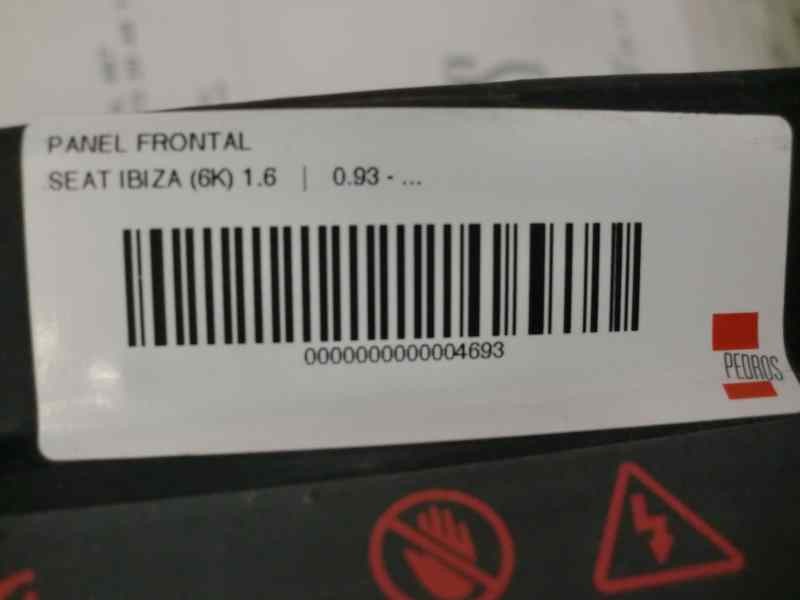 PANEL FRONTAL
SEAT IBIZA (6K) 1.6 | 0.93 - ...
0000000000004693
PEDROS